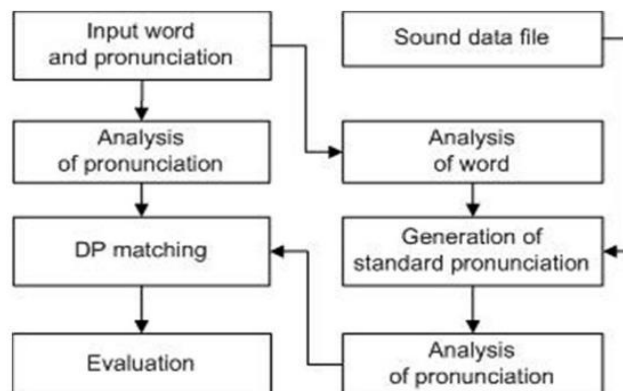 Input word
and pronunciation
Sound data file
Analysis
of pronunciation
Analysis
of word
DP matching
Generation of
standard pronunciation
Evaluation
Analysis
of pronunciation